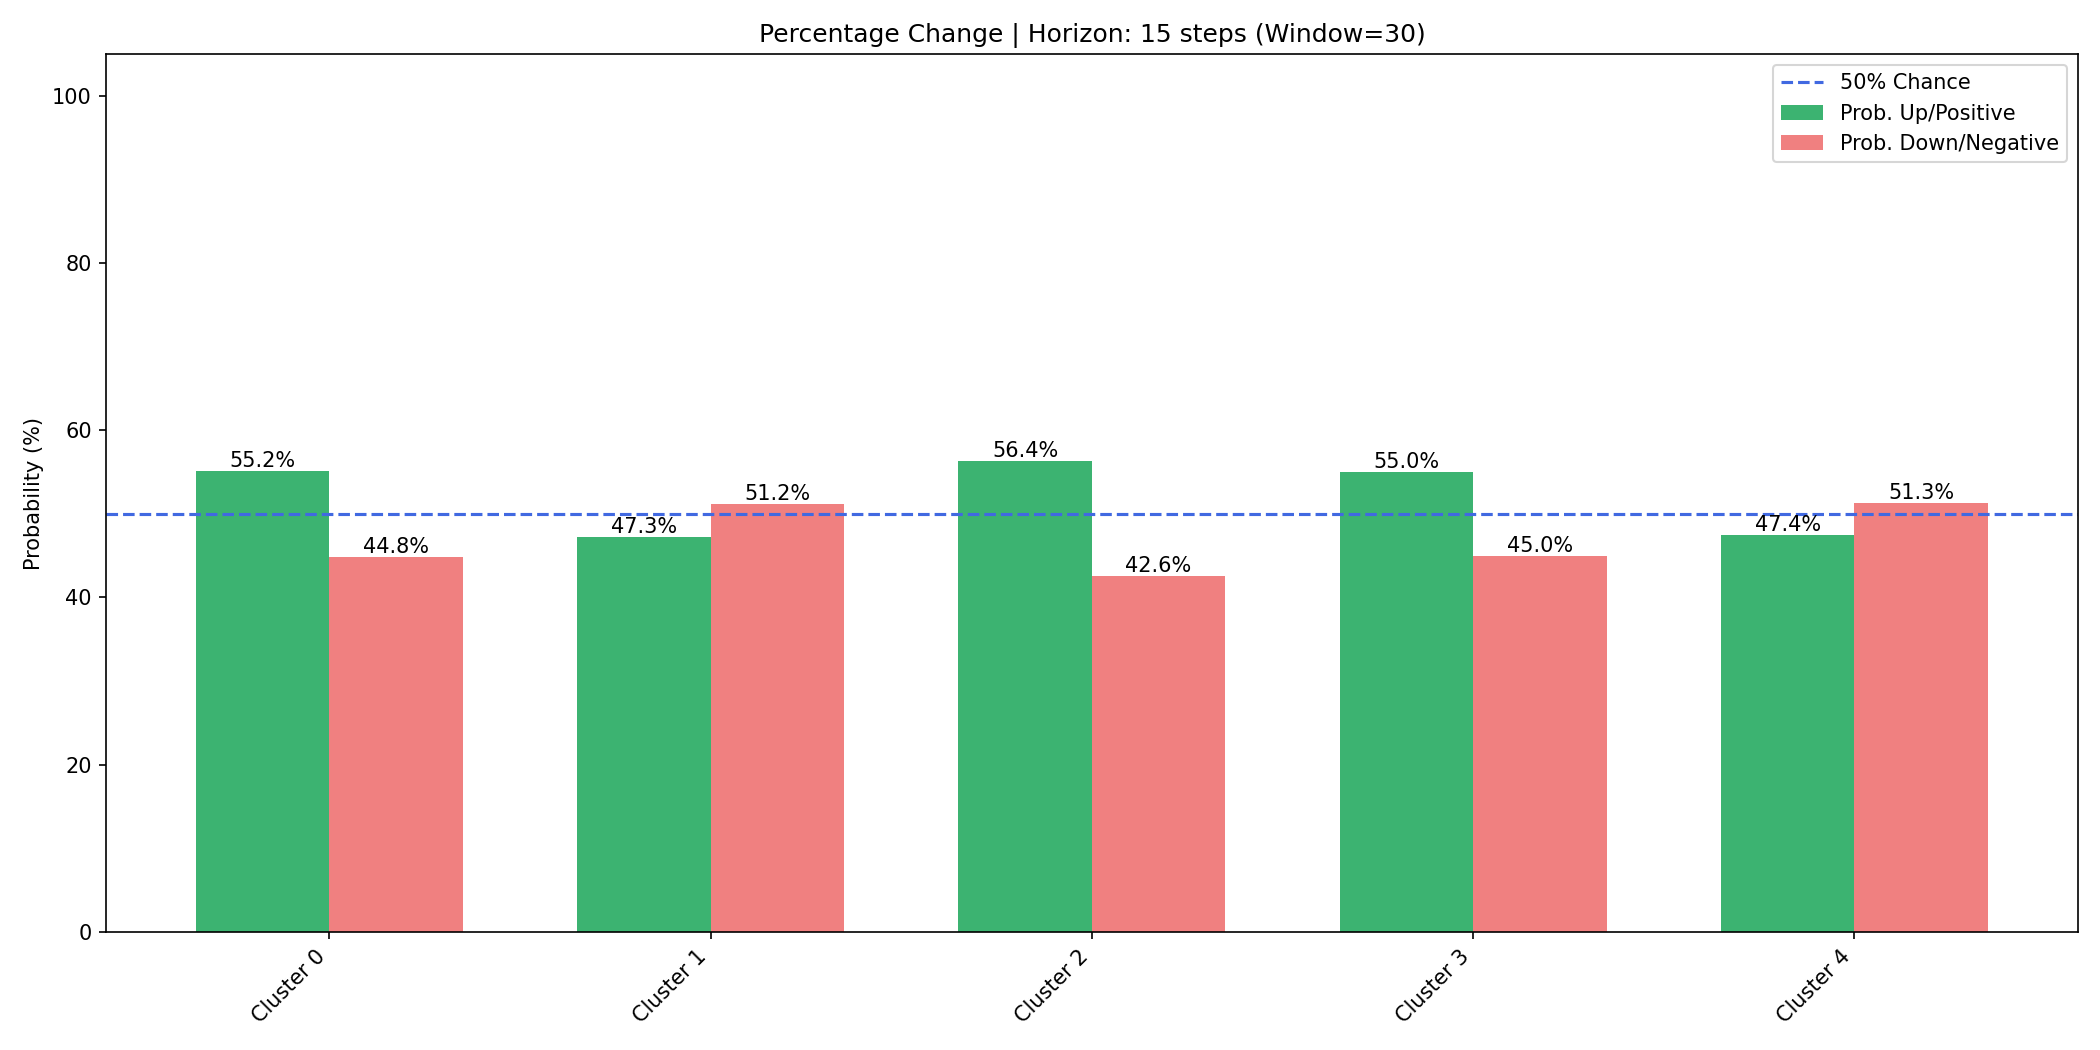 Percentage Change | Horizon: 15 steps (Window=30)
50% Chance
Prob. Up/Positive
Prob. Down/Negative
Probability (%)
100
80
60
40
20
0
55.2%
44.8%
47.3%
51.2%
56.4%
42.6%
55.0%
45.0%
47.4%
51.3%
Cluster 0
Cluster 1
Cluster 2
Cluster 3
Cluster 4